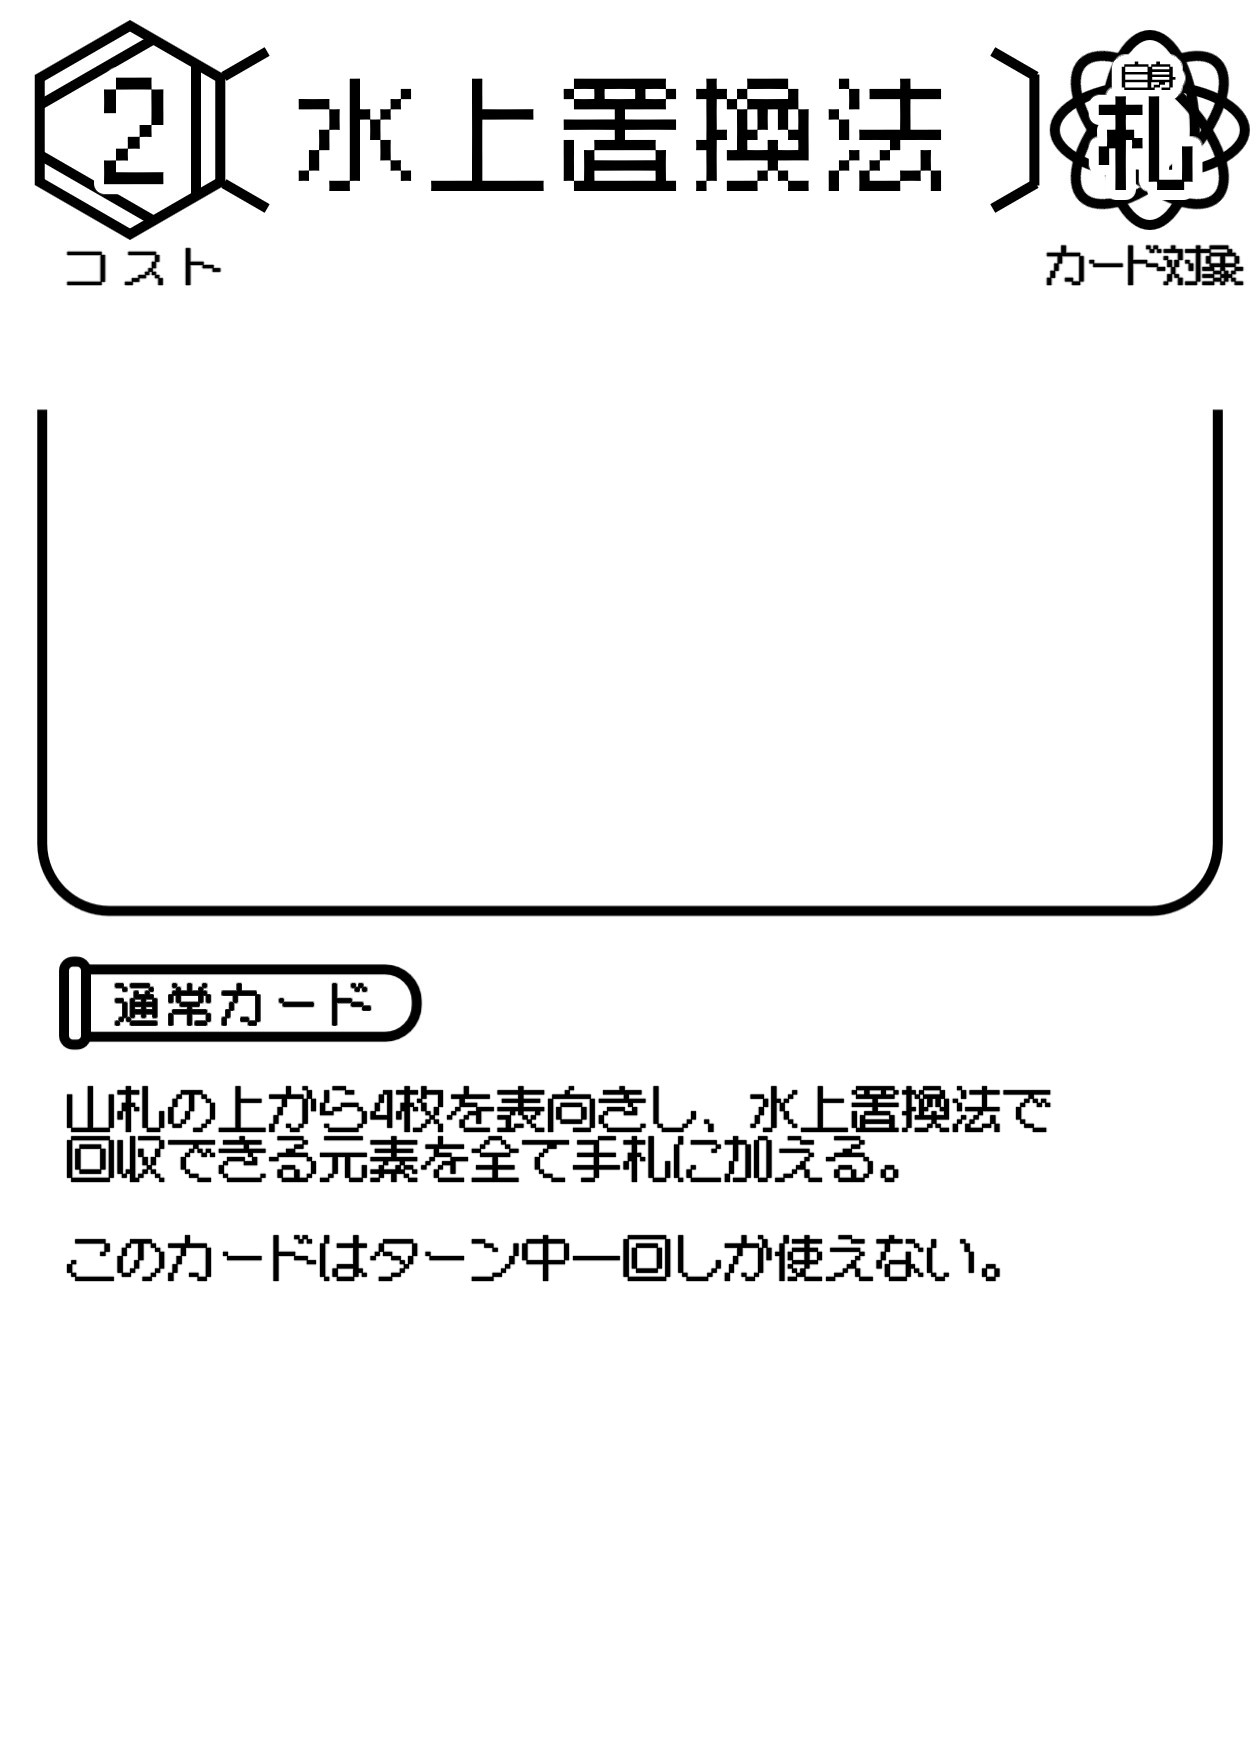 2
水上置換法
自身
札
コスト
カード対象
通常カード
山札の上から4枚を表向きし、水上置換法で
回収できる元素を全て手札に加える。
このカードはターン中一回しか使えない。